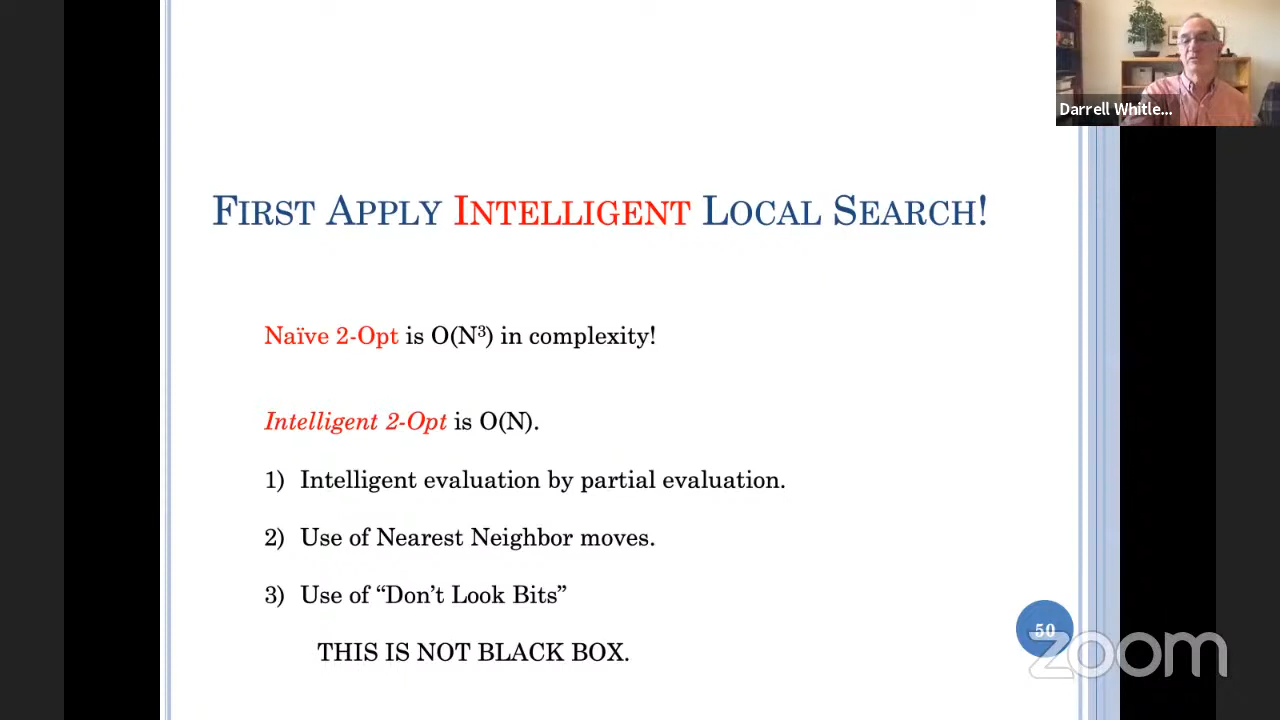 Darrell Whitle...
FIRST APPLY INTELLIGENT LOCAL SEARCH!
Naïve 2-Opt is O(N³) in complexity!
Intelligent 2-Opt is O(N).
1) Intelligent evaluation by partial evaluation.
2) Use of Nearest Neighbor moves.
3) Use of “Don’t Look Bits”
THIS IS NOT BLACK BOX.
50
zoom